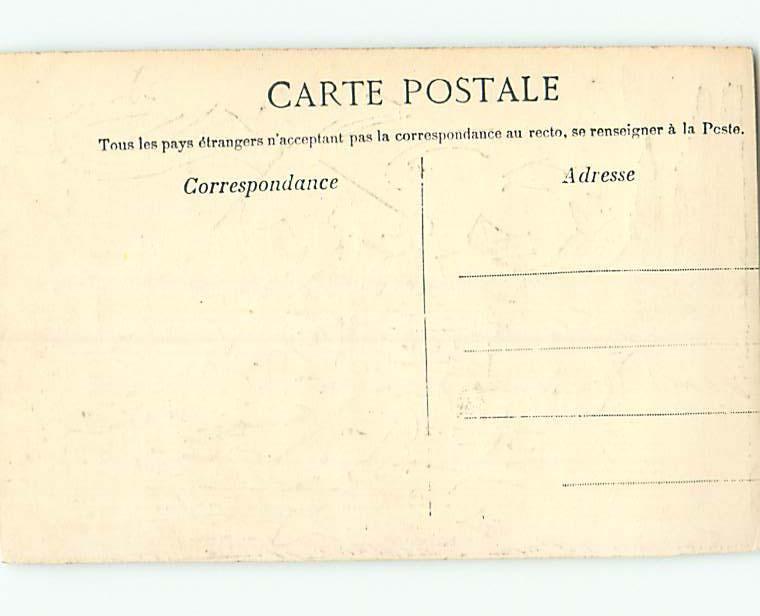 CARTE POSTALE
Tous les pays étrangers n'acceptant pas la correspondance au recto, se renseigner à la Poste.
Correspondance
Adresse